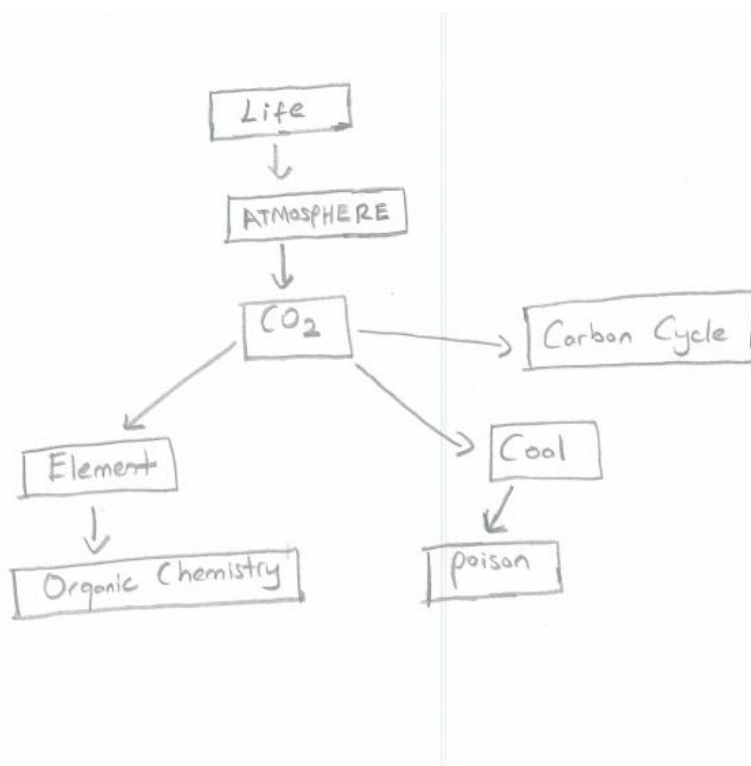 Life
ATMOSPHERE
CO₂
Carbon Cycle
Element
Cool
Organic Chemistry
poison